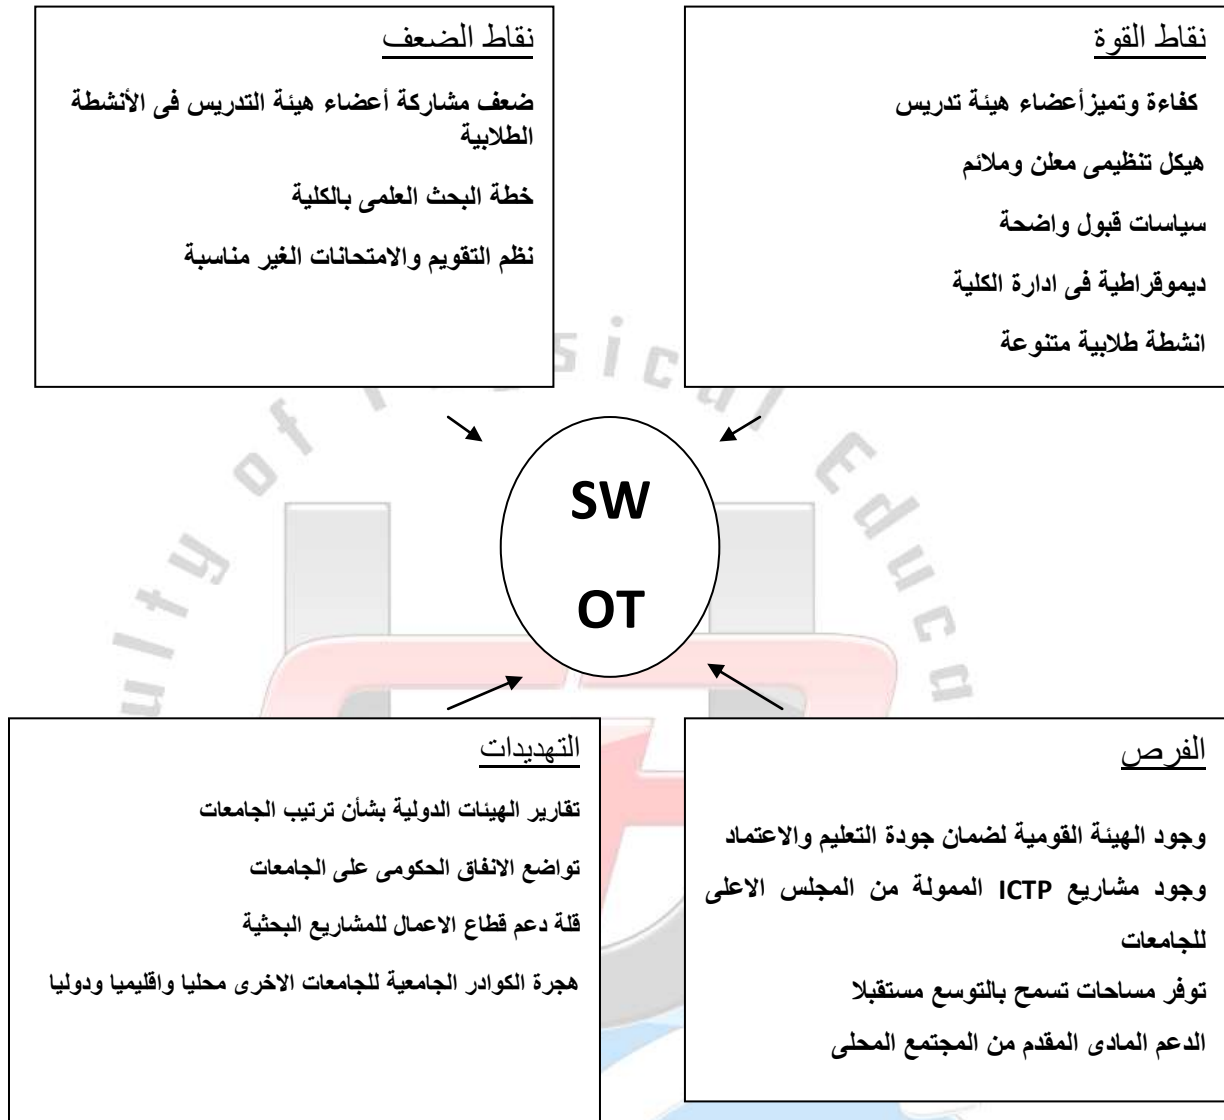 نقاط القوة
كفاءة وتميزأعضاء هيئة تدريس
هيكل تنظيمى معلن وملائم
سياسات قبول واضحة
ديموقراطية فى ادارة الكلية
انشطة طلابية متنوعة
نقاط الضعف
ضعف مشاركة أعضاء هيئة التدريس فى الأنشطة
الطلابية
خطة البحث العلمى بالكلية
نظم التقويم والامتحانات الغير مناسبة
SW
OT
الفرص
وجود الهيئة القومية لضمان جودة التعليم والاعتماد
وجود مشاريع ICTP الممولة من المجلس الاعلى
للجامعات
توفر مساحات تسمح بالتوسع مستقبلا
الدعم المادى المقدم من المجتمع المحلى
التهديدات
تقارير الهيئات الدولية بشأن ترتيب الجامعات
تواضع الانفاق الحكومى على الجامعات
قلة دعم قطاع الاعمال للمشاريع البحثية
هجرة الكوادر الجامعية للجامعات الاخرى محليا واقليميا ودوليا
ulty of
sical Educa